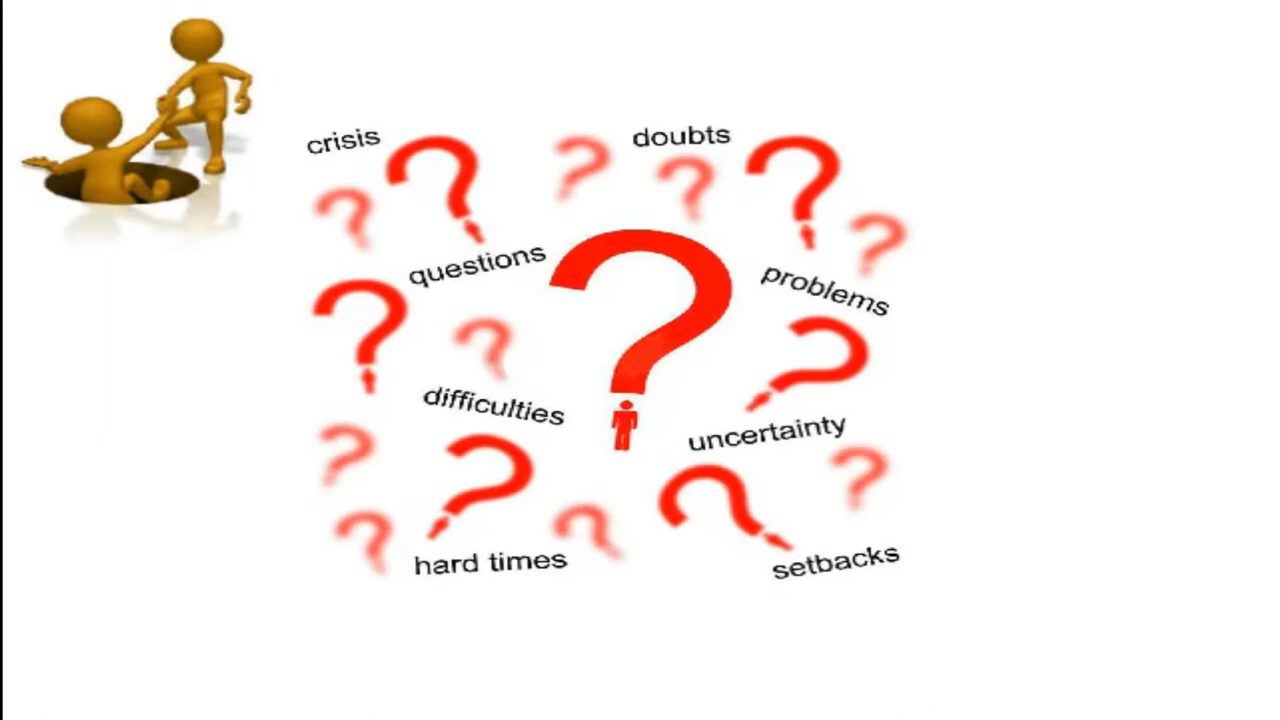 crisis
doubts
questions
problems
difficulties
uncertainty
hard times
setbacks